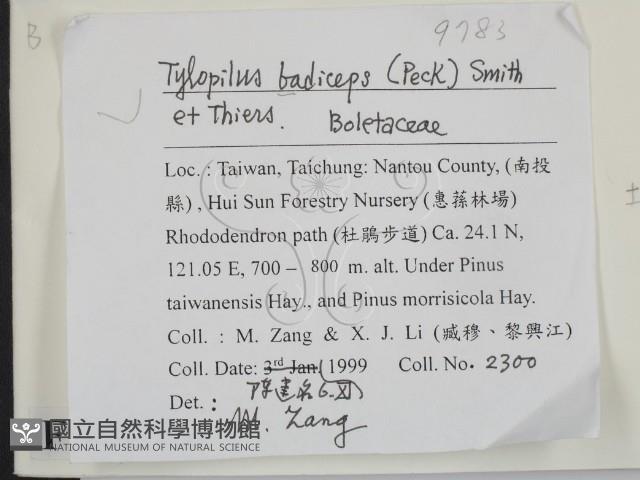 B
9783
Tylopilus badiceps (Peck) Smith
et Thiers. Boletaceae
Loc. : Taiwan, Taichung: Nantou County, (南投
縣) , Hui Sun Forestry Nursery (惠蓀林場)
Rhododendron path (杜鵑步道) Ca. 24.1 N,
121.05 E, 700 – 800 m. alt. Under Pinus
taiwanensis Hay., and Pinus morrisicola Hay.
Coll. : M. Zang & X. J. Li (臧穆、黎興江)
Coll. Date: 3rd Jan. 1999 Coll. No. 2300
Det. :
M. Zang
國立自然科學博物館
NATIONAL MUSEUM OF NATURAL SCIENCE